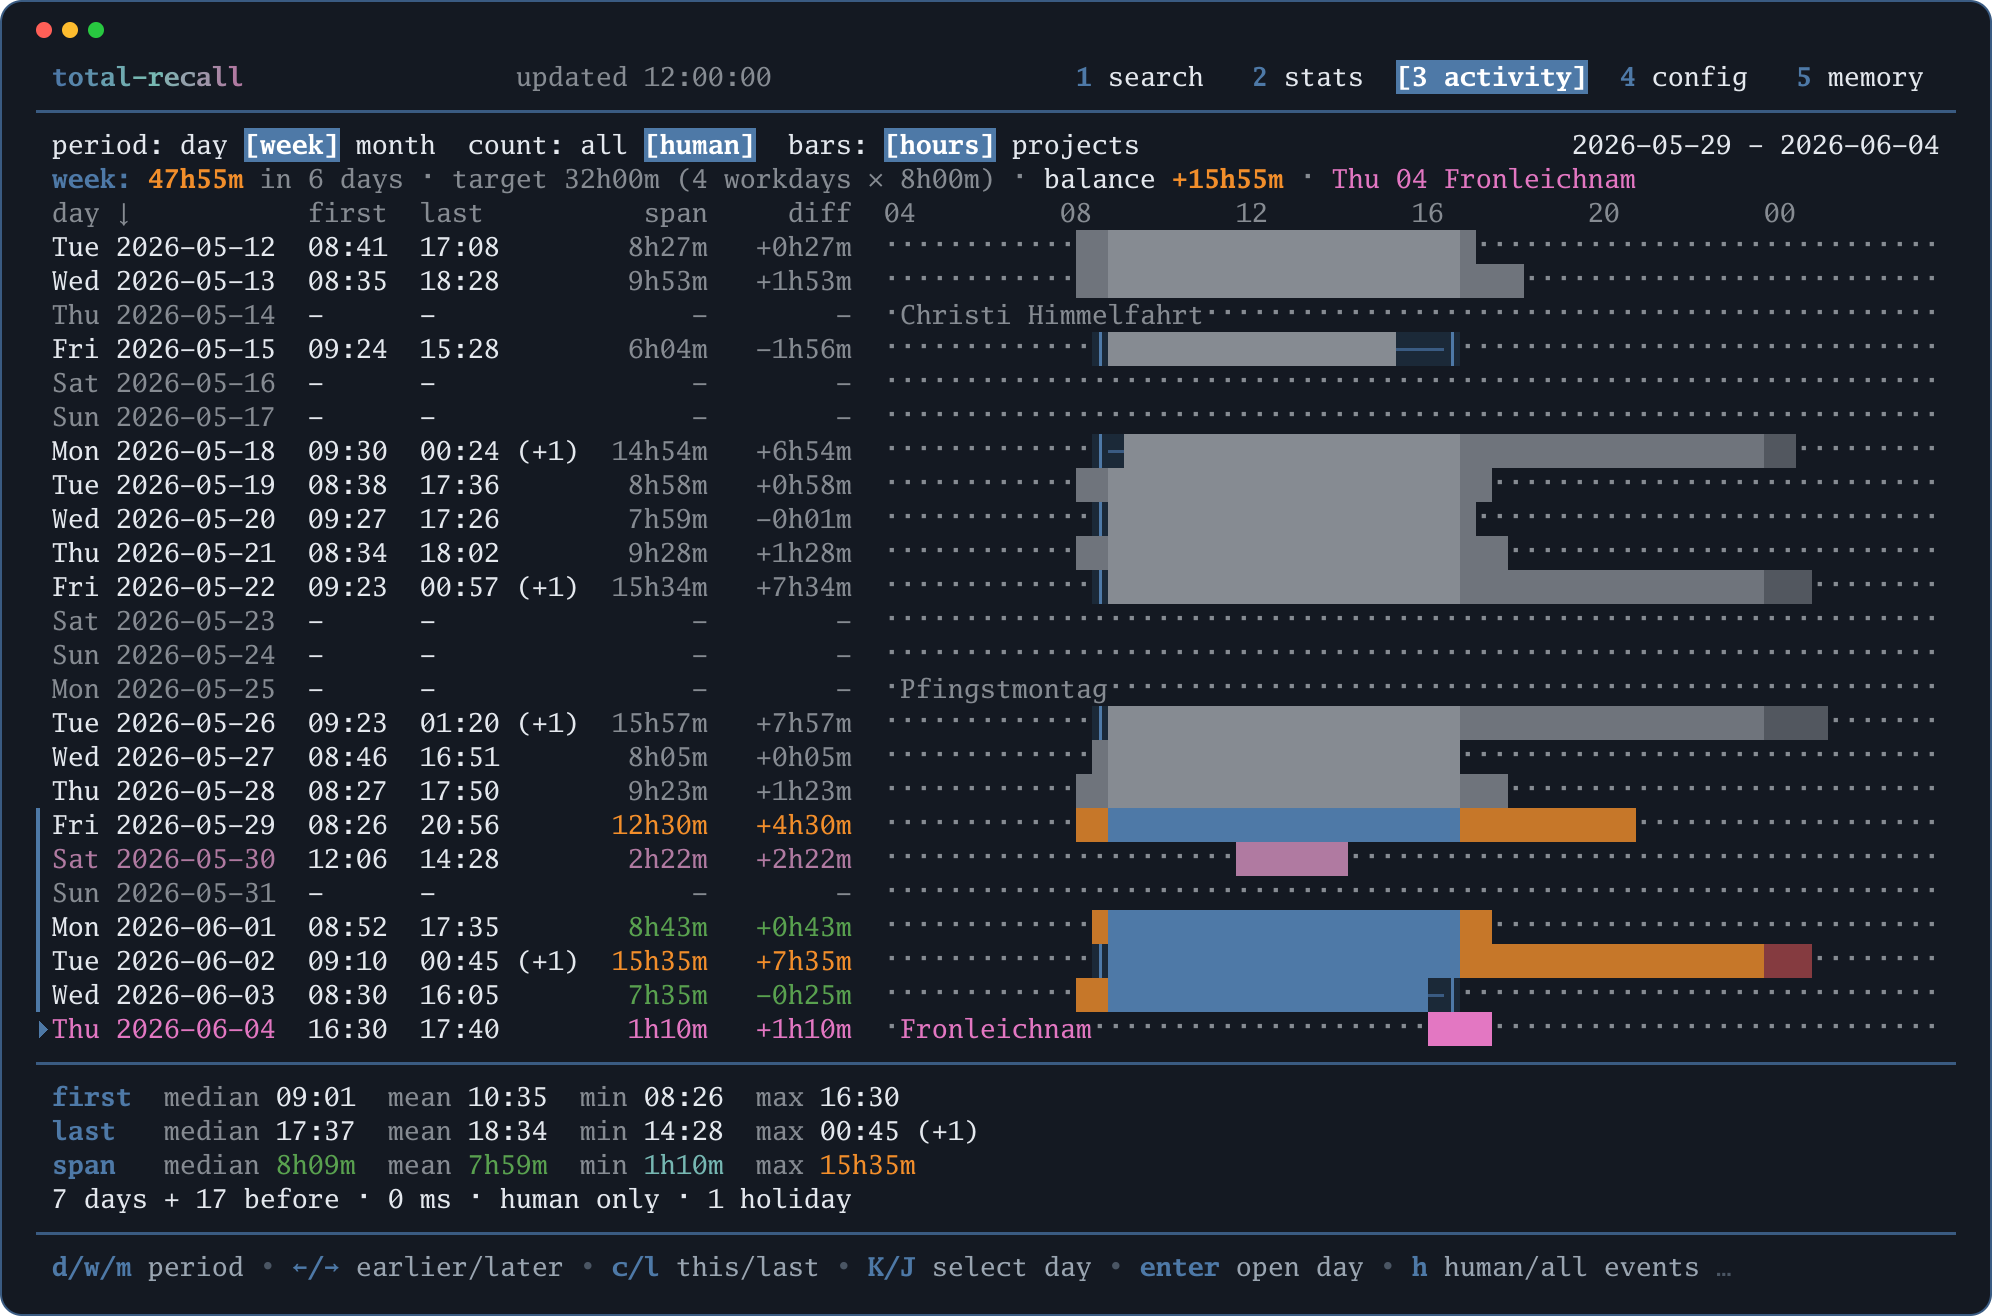 total-recall updated 12:00:00 1 search 2 stats [3 activity] 4 config 5 memory
period: day [week] month count: all [human] bars: [hours] projects 2026-05-29 – 2026-06-04
week: 47h55m in 6 days · target 32h00m (4 workdays × 8h00m) · balance +15h55m · Thu 04 Fronleichnam
day ↓ first last span diff 04 08 12 16 20 00
Tue 2026-05-12 08:41 17:08 8h27m +0h27m
Wed 2026-05-13 08:35 18:28 9h53m +1h53m
Thu 2026-05-14 – – – – Christi Himmelfahrt
Fri 2026-05-15 09:24 15:28 6h04m −1h56m
Sat 2026-05-16 – – – –
Sun 2026-05-17 – – – –
Mon 2026-05-18 09:30 00:24 (+1) 14h54m +6h54m
Tue 2026-05-19 08:38 17:36 8h58m +0h58m
Wed 2026-05-20 09:27 17:26 7h59m −0h01m
Thu 2026-05-21 08:34 18:02 9h28m +1h28m
Fri 2026-05-22 09:23 00:57 (+1) 15h34m +7h34m
Sat 2026-05-23 – – – –
Sun 2026-05-24 – – – –
Mon 2026-05-25 – – – – Pfingstmontag
Tue 2026-05-26 09:23 01:20 (+1) 15h57m +7h57m
Wed 2026-05-27 08:46 16:51 8h05m +0h05m
Thu 2026-05-28 08:27 17:50 9h23m +1h23m
Fri 2026-05-29 08:26 20:56 12h30m +4h30m
Sat 2026-05-30 12:06 14:28 2h22m +2h22m
Sun 2026-05-31 – – – –
Mon 2026-06-01 08:52 17:35 8h43m +0h43m
Tue 2026-06-02 09:10 00:45 (+1) 15h35m +7h35m
Wed 2026-06-03 08:30 16:05 7h35m −0h25m
Thu 2026-06-04 16:30 17:40 1h10m +1h10m Fronleichnam
first median 09:01 mean 10:35 min 08:26 max 16:30
last median 17:37 mean 18:34 min 14:28 max 00:45 (+1)
span median 8h09m mean 7h59m min 1h10m max 15h35m
7 days + 17 before · 0 ms · human only · 1 holiday
d/w/m period • ←/→ earlier/later • c/l this/last • K/J select day • enter open day • h human/all events …